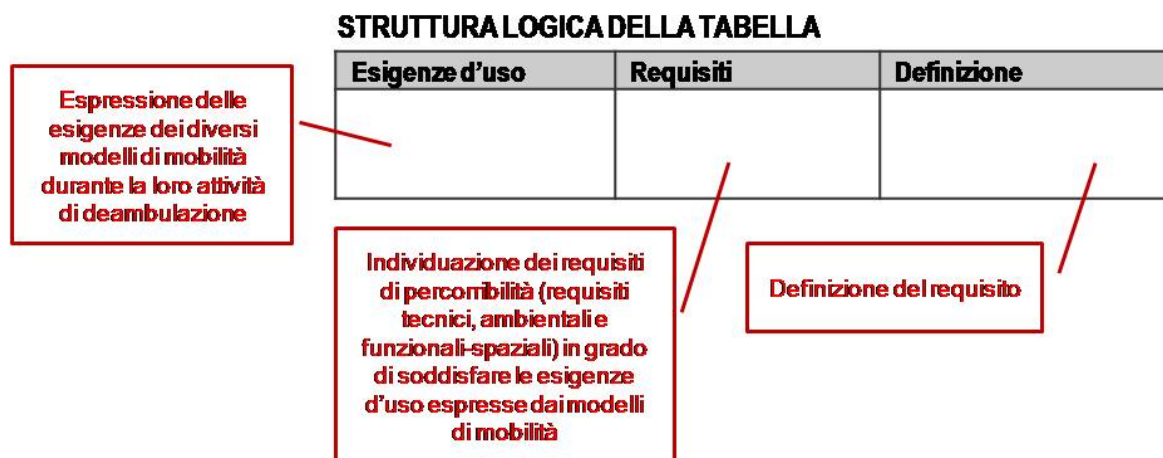 STRUTTURA LOGICA DELLA TABELLA
Esigenze d'uso Requisiti Definizione
Espressione delle
esigenze dei diversi
modelli di mobilità
durante la loro attività
di deambulazione
Individuazione dei requisiti
di percorribilità (requisiti
tecnici, ambientali e
funzionali-spaziali) in grado
di soddisfare le esigenze
d'uso espresse dai modelli
di mobilità
Definizione del requisito